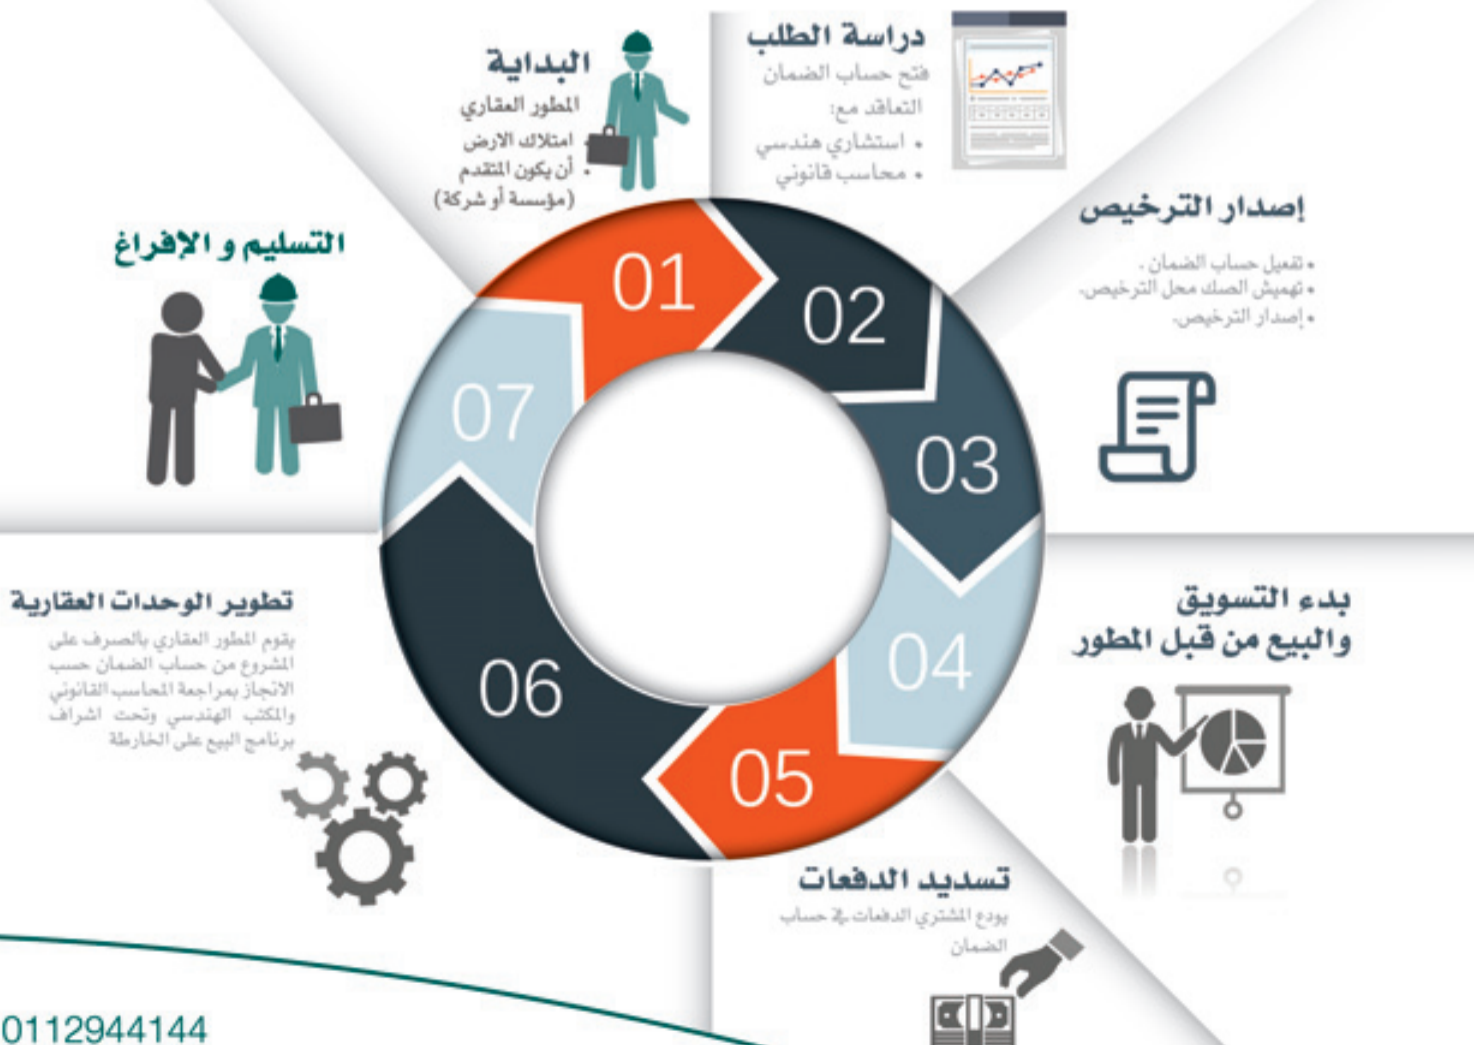 البداية
المطور العقاري
• امتلاك الارض
• أن يكون المتقدم
(مؤسسة أو شركة)
دراسة الطلب
فتح حساب الضمان
التعاقد مع:
• استشاري هندسي
• محاسب قانوني
إصدار الترخيص
• تفعيل حساب الضمان .
• تهميش الصك محل الترخيص.
• إصدار الترخيص.
بدء التسويق
والبيع من قبل المطور
تسديد الدفعات
يودع المشتري الدفعات في حساب
الضمان
تطوير الوحدات العقارية
يقوم المطور العقاري بالصرف على
المشروع من حساب الضمان حسب
الانجاز بمراجعة المحاسب القانوني
والمكتب الهندسي وتحت اشراف
برنامج البيع على الخارطة
التسليم و الإفراغ
01
02
03
04
05
06
07
0112944144